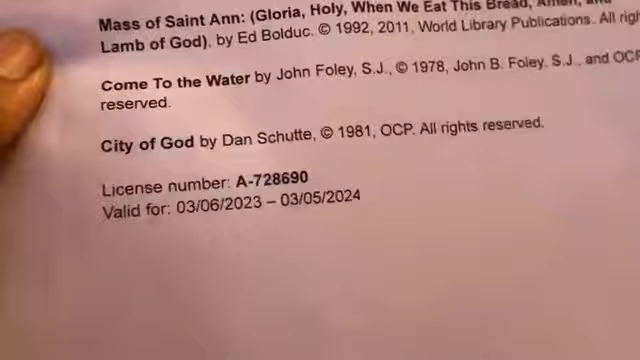 Mass of Saint Ann: (Gloria, Holy, When We Eat This Bread, Amen, and
Lamb of God), by Ed Bolduc. © 1992, 2011, World Library Publications. All
Come To the Water by John Foley, S.J., © 1978, John B. Foley. S.J., and OCP
reserved.
City of God by Dan Schutte, © 1981, OCP. All rights reserved.
License number: A-728690
Valid for: 03/06/2023 – 03/05/2024